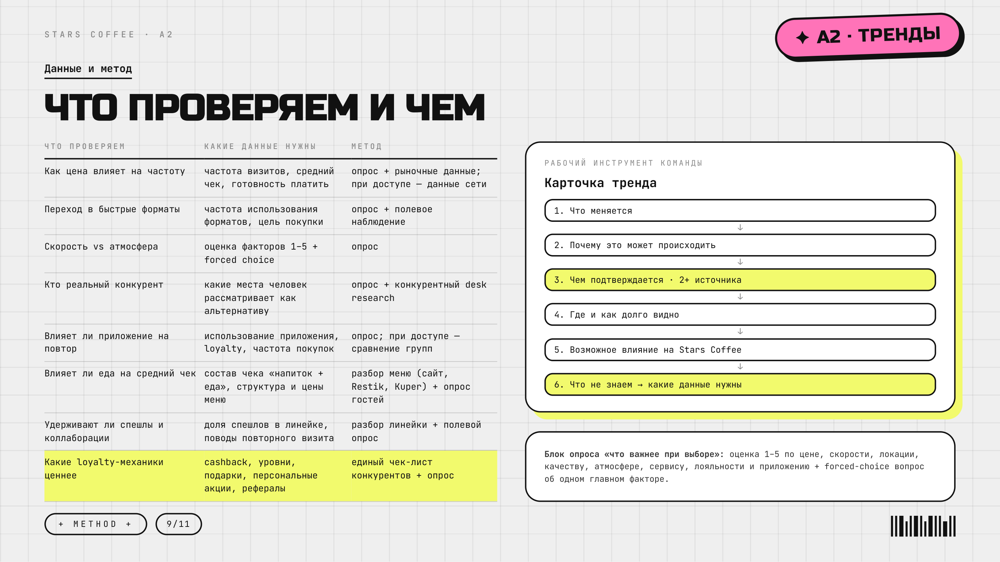 STARS COFFEE · A2
✦ А2 · ТРЕНДЫ
Данные и метод
ЧТО ПРОВЕРЯЕМ И ЧЕМ
ЧТО ПРОВЕРЯЕМ
КАКИЕ ДАННЫЕ НУЖНЫ
МЕТОД
Как цена влияет на частоту
частота визитов, средний
чек, готовность платить
опрос + рыночные данные;
при доступе — данные сети
Переход в быстрые форматы
частота использования
форматов, цель покупки
опрос + полевое
наблюдение
Скорость vs атмосфера
оценка факторов 1–5 +
forced choice
опрос
Кто реальный конкурент
какие места человек
рассматривает как
альтернативу
опрос + конкурентный desk
research
Влияет ли приложение на
повтор
использование приложения,
loyalty, частота покупок
опрос; при доступе —
сравнение групп
Влияет ли еда на средний чек
состав чека «напиток +
еда», структура и цены
меню
разбор меню (сайт,
Restik, Kuper) + опрос
гостей
Удерживают ли спешлы и
коллаборации
доля спешлов в линейке,
поводы повторного визита
разбор линейки + полевой
опрос
Какие loyalty-механики
ценнее
cashback, уровни,
подарки, персональные
акции, рефералы
единый чек-лист
конкурентов + опрос
РАБОЧИЙ ИНСТРУМЕНТ КОМАНДЫ
Карточка тренда
1. Что меняется
↓
2. Почему это может происходить
↓
3. Чем подтверждается · 2+ источника
↓
4. Где и как долго видно
↓
5. Возможное влияние на Stars Coffee
↓
6. Что не знаем → какие данные нужны
Блок опроса «что важнее при выборе»: оценка 1–5 по цене, скорости, локации,
качеству, атмосфере, сервису, лояльности и приложению + forced-choice вопрос
об одном главном факторе.
+ METHOD +
9/11